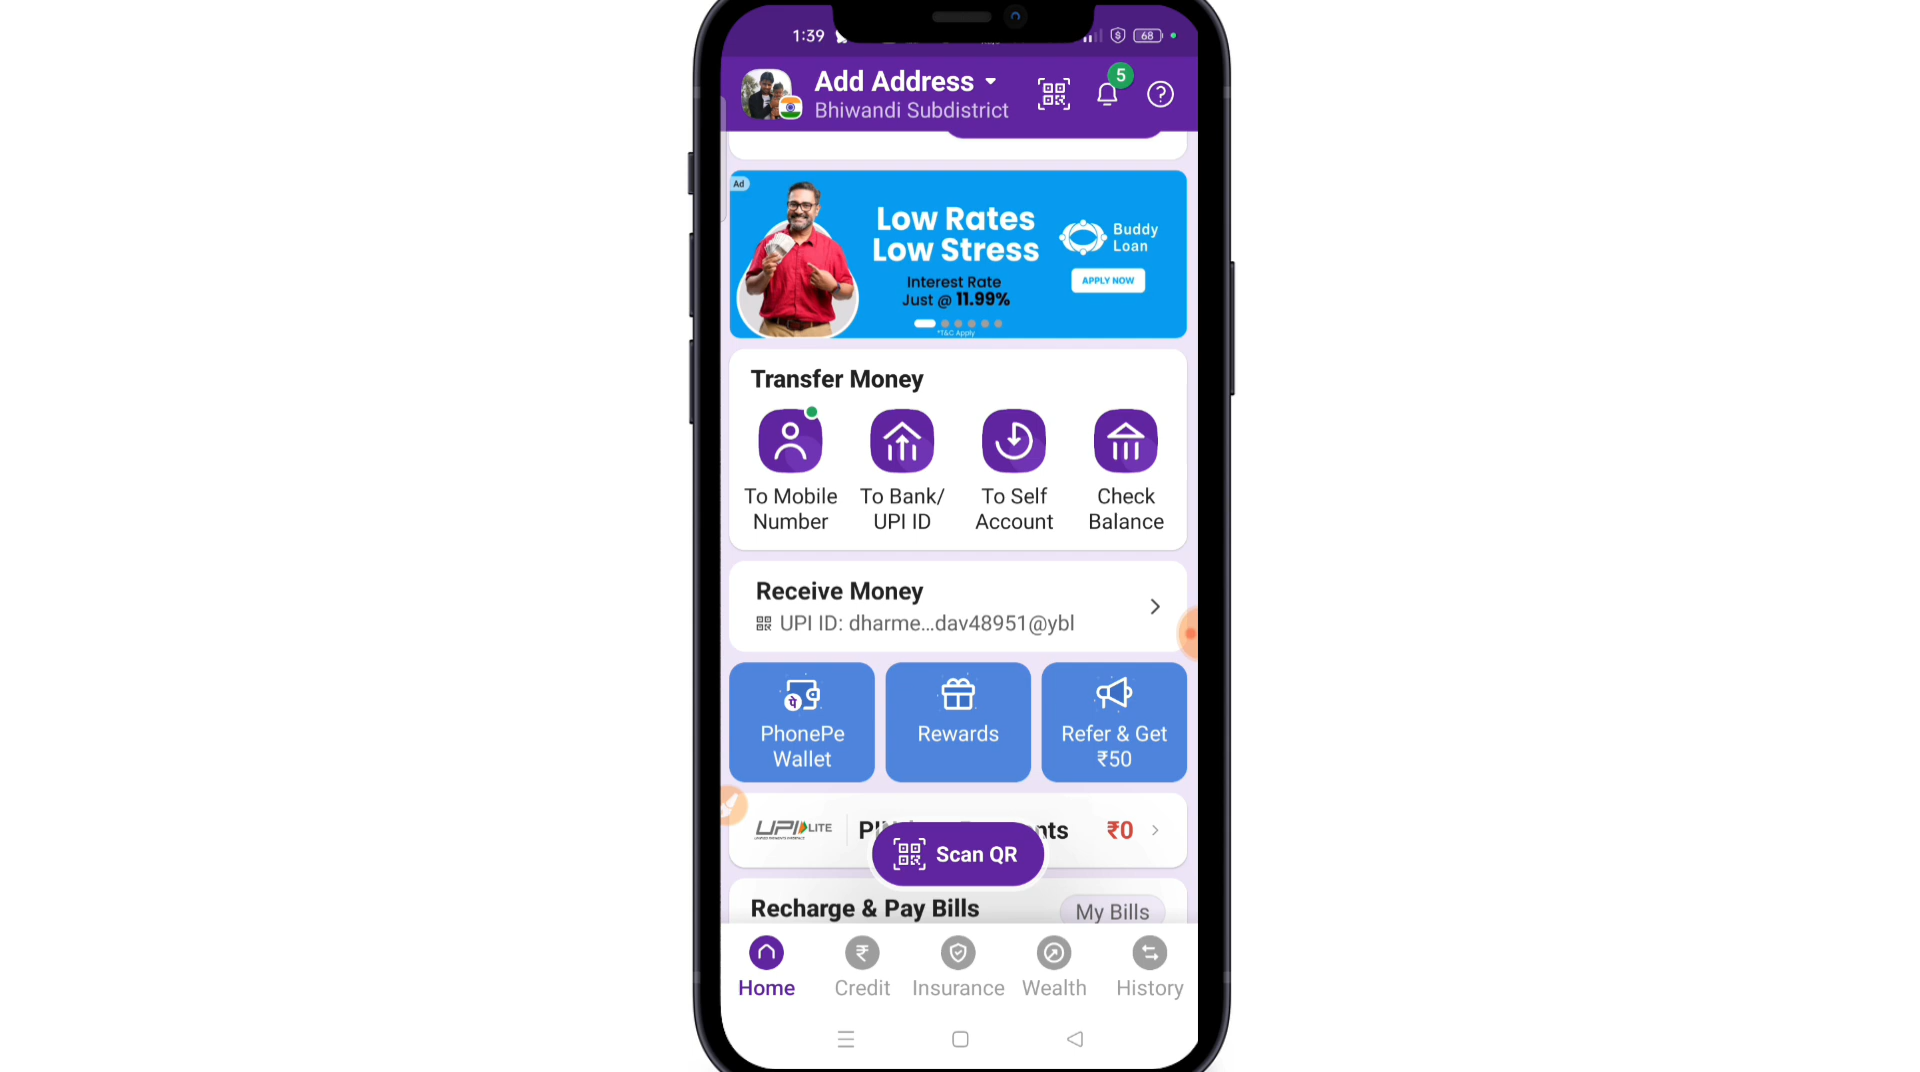 1:39
68
Add Address
Bhiwandi Subdistrict
5
Ad
Low Rates
Low Stress
Buddy
Loan
Interest Rate
Just @ 11.99%
APPLY NOW
*T&C Apply
Transfer Money
To Mobile
Number
To Bank/
UPI ID
To Self
Account
Check
Balance
Receive Money
UPI ID: dharme...dav48951@ybl
पे
PhonePe
Wallet
Rewards
Refer & Get
₹50
UPI LITE
₹0
Scan QR
Recharge & Pay Bills
My Bills
Home
Credit
Insurance
Wealth
History